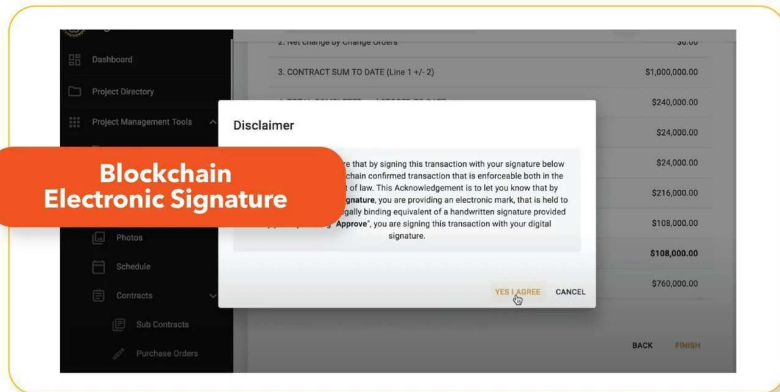 Dashboard
Project Directory
Project Management Tools
Photos
Schedule
Contracts
Sub Contracts
Purchase Orders
2. Net change by Change Orders $0.00
3. CONTRACT SUM TO DATE (Line 1 +/- 2) $1,000,000.00
$240,000.00
$24,000.00
$24,000.00
$216,000.00
$108,000.00
$108,000.00
$760,000.00
BACK FINISH
Disclaimer
that by signing this transaction with your signature below
chain confirmed transaction that is enforceable both in the
of law. This Acknowledgement is to let you know that by
gnature, you are providing an electronic mark, that is held to
gally binding equivalent of a handwritten signature provided
"Approve", you are signing this transaction with your digital
signature.
YES I AGREE CANCEL
Blockchain
Electronic Signature